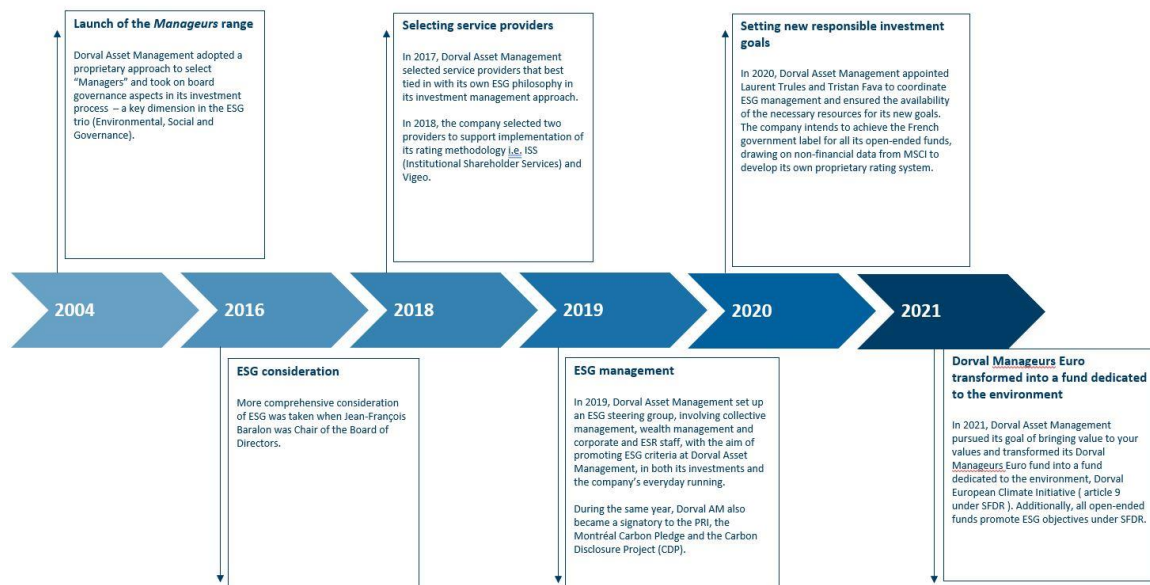 Launch of the Manageurs range
Dorval Asset Management adopted a
proprietary approach to select
“Managers” and took on board
governance aspects in its investment
process – a key dimension in the ESG
trio (Environmental, Social and
Governance).
Selecting service providers
In 2017, Dorval Asset Management
selected service providers that best
tied in with its own ESG philosophy in
its investment management approach.
In 2018, the company selected two
providers to support implementation of
its rating methodology i.e. ISS
(Institutional Shareholder Services) and
Vigeo.
Setting new responsible investment
goals
In 2020, Dorval Asset Management appointed
Laurent Trules and Tristan Fava to coordinate
ESG management and ensured the availability
of the necessary resources for its new goals.
The company intends to achieve the French
government label for all its open-ended funds,
drawing on non-financial data from MSCI to
develop its own proprietary rating system.
2004
2016
2018
2019
2020
2021
ESG consideration
More comprehensive consideration
of ESG was taken when Jean-François
Baralon was Chair of the Board of
Directors.
ESG management
In 2019, Dorval Asset Management set up
an ESG steering group, involving collective
management, wealth management and
corporate and ESR staff, with the aim of
promoting ESG criteria at Dorval Asset
Management, in both its investments and
the company’s everyday running.
During the same year, Dorval AM also
became a signatory to the PRI, the
Montréal Carbon Pledge and the Carbon
Disclosure Project (CDP).
Dorval Manageurs Euro
transformed into a fund dedicated
to the environment
In 2021, Dorval Asset Management
pursued its goal of bringing value to your
values and transformed its Dorval
Manageurs Euro fund into a fund
dedicated to the environment, Dorval
European Climate Initiative ( article 9
under SFDR ). Additionally, all open-ended
funds promote ESG objectives under SFDR.